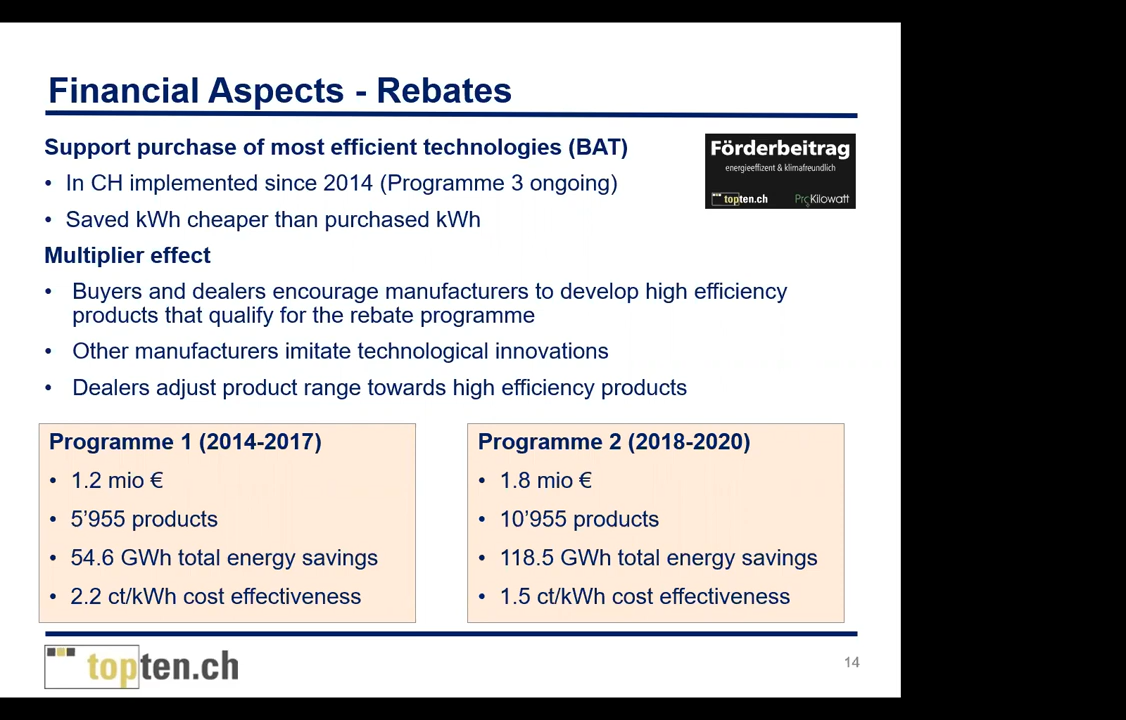 Financial Aspects - Rebates
Support purchase of most efficient technologies (BAT)
• In CH implemented since 2014 (Programme 3 ongoing)
• Saved kWh cheaper than purchased kWh
Förderbeitrag
energieeffizent & klimafreundlich
topten.ch
ProKilowatt
Multiplier effect
• Buyers and dealers encourage manufacturers to develop high efficiency
products that qualify for the rebate programme
• Other manufacturers imitate technological innovations
• Dealers adjust product range towards high efficiency products
Programme 1 (2014-2017)
• 1.2 mio €
• 5’955 products
• 54.6 GWh total energy savings
• 2.2 ct/kWh cost effectiveness
Programme 2 (2018-2020)
• 1.8 mio €
• 10’955 products
• 118.5 GWh total energy savings
• 1.5 ct/kWh cost effectiveness
topten.ch
14